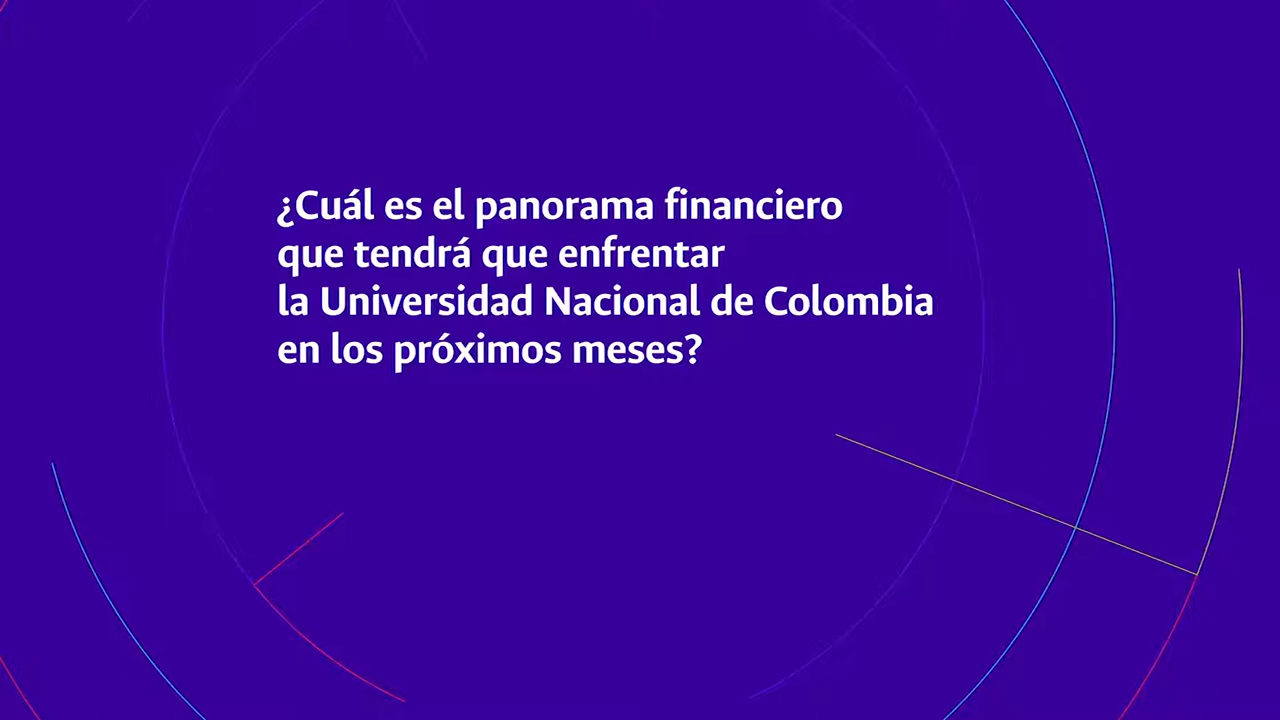 ¿Cuál es el panorama financiero
que tendrá que enfrentar
la Universidad Nacional de Colombia
en los próximos meses?